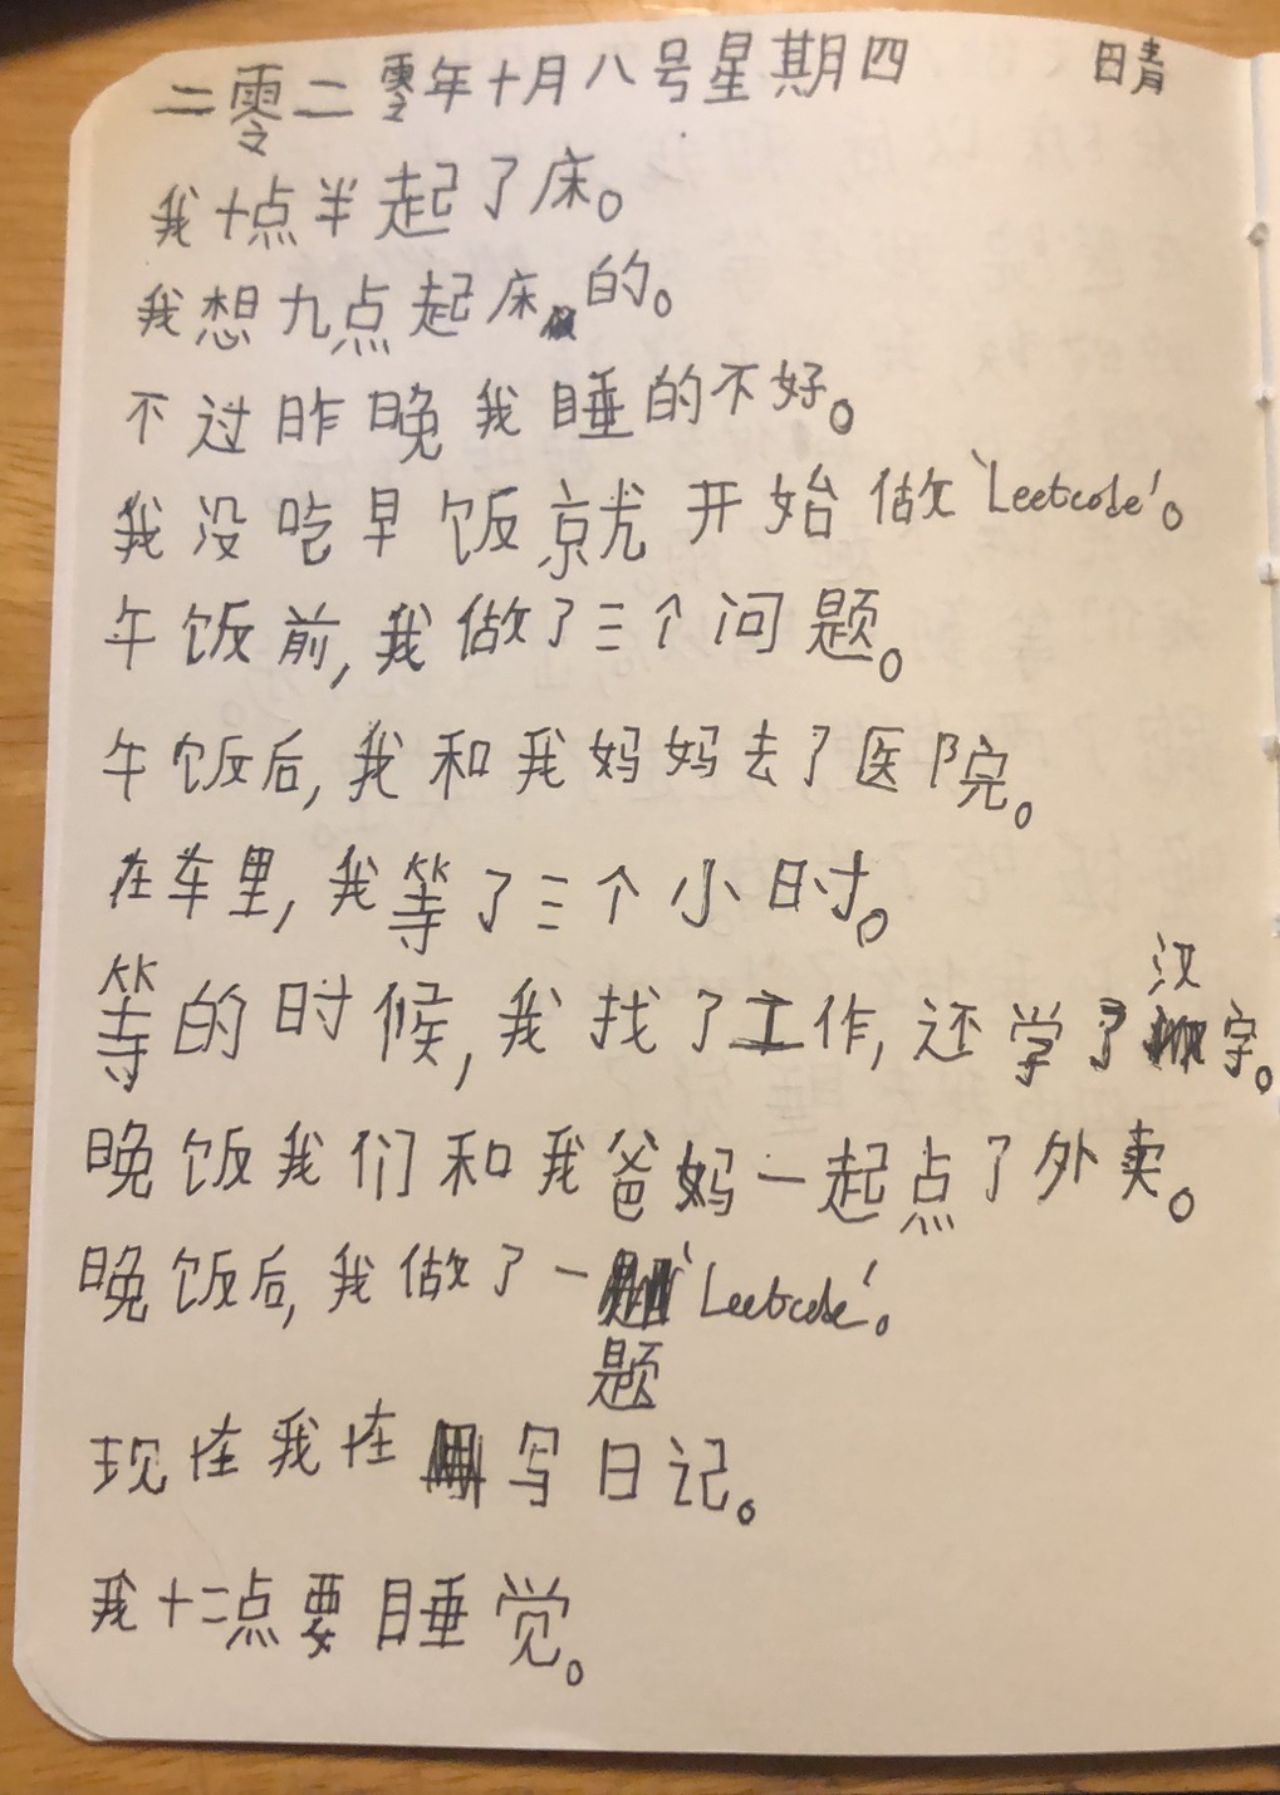 二零二零年十月八号星期四 晴
我十点半起了床。
我想九点起床的。
不过昨晚我睡的不好。
我没吃早饭就开始做‘Leetcode’。
午饭前,我做了三个问题。
午饭后,我和我妈妈去了医院。
在车里,我等了三个小时。
等的时候,我找了工作,还学了汉字。
晚饭我们和我爸妈一起点了外卖。
晚饭后,我做了一题‘Leetcode’。
现在我在写日记。
我十二点要睡觉。